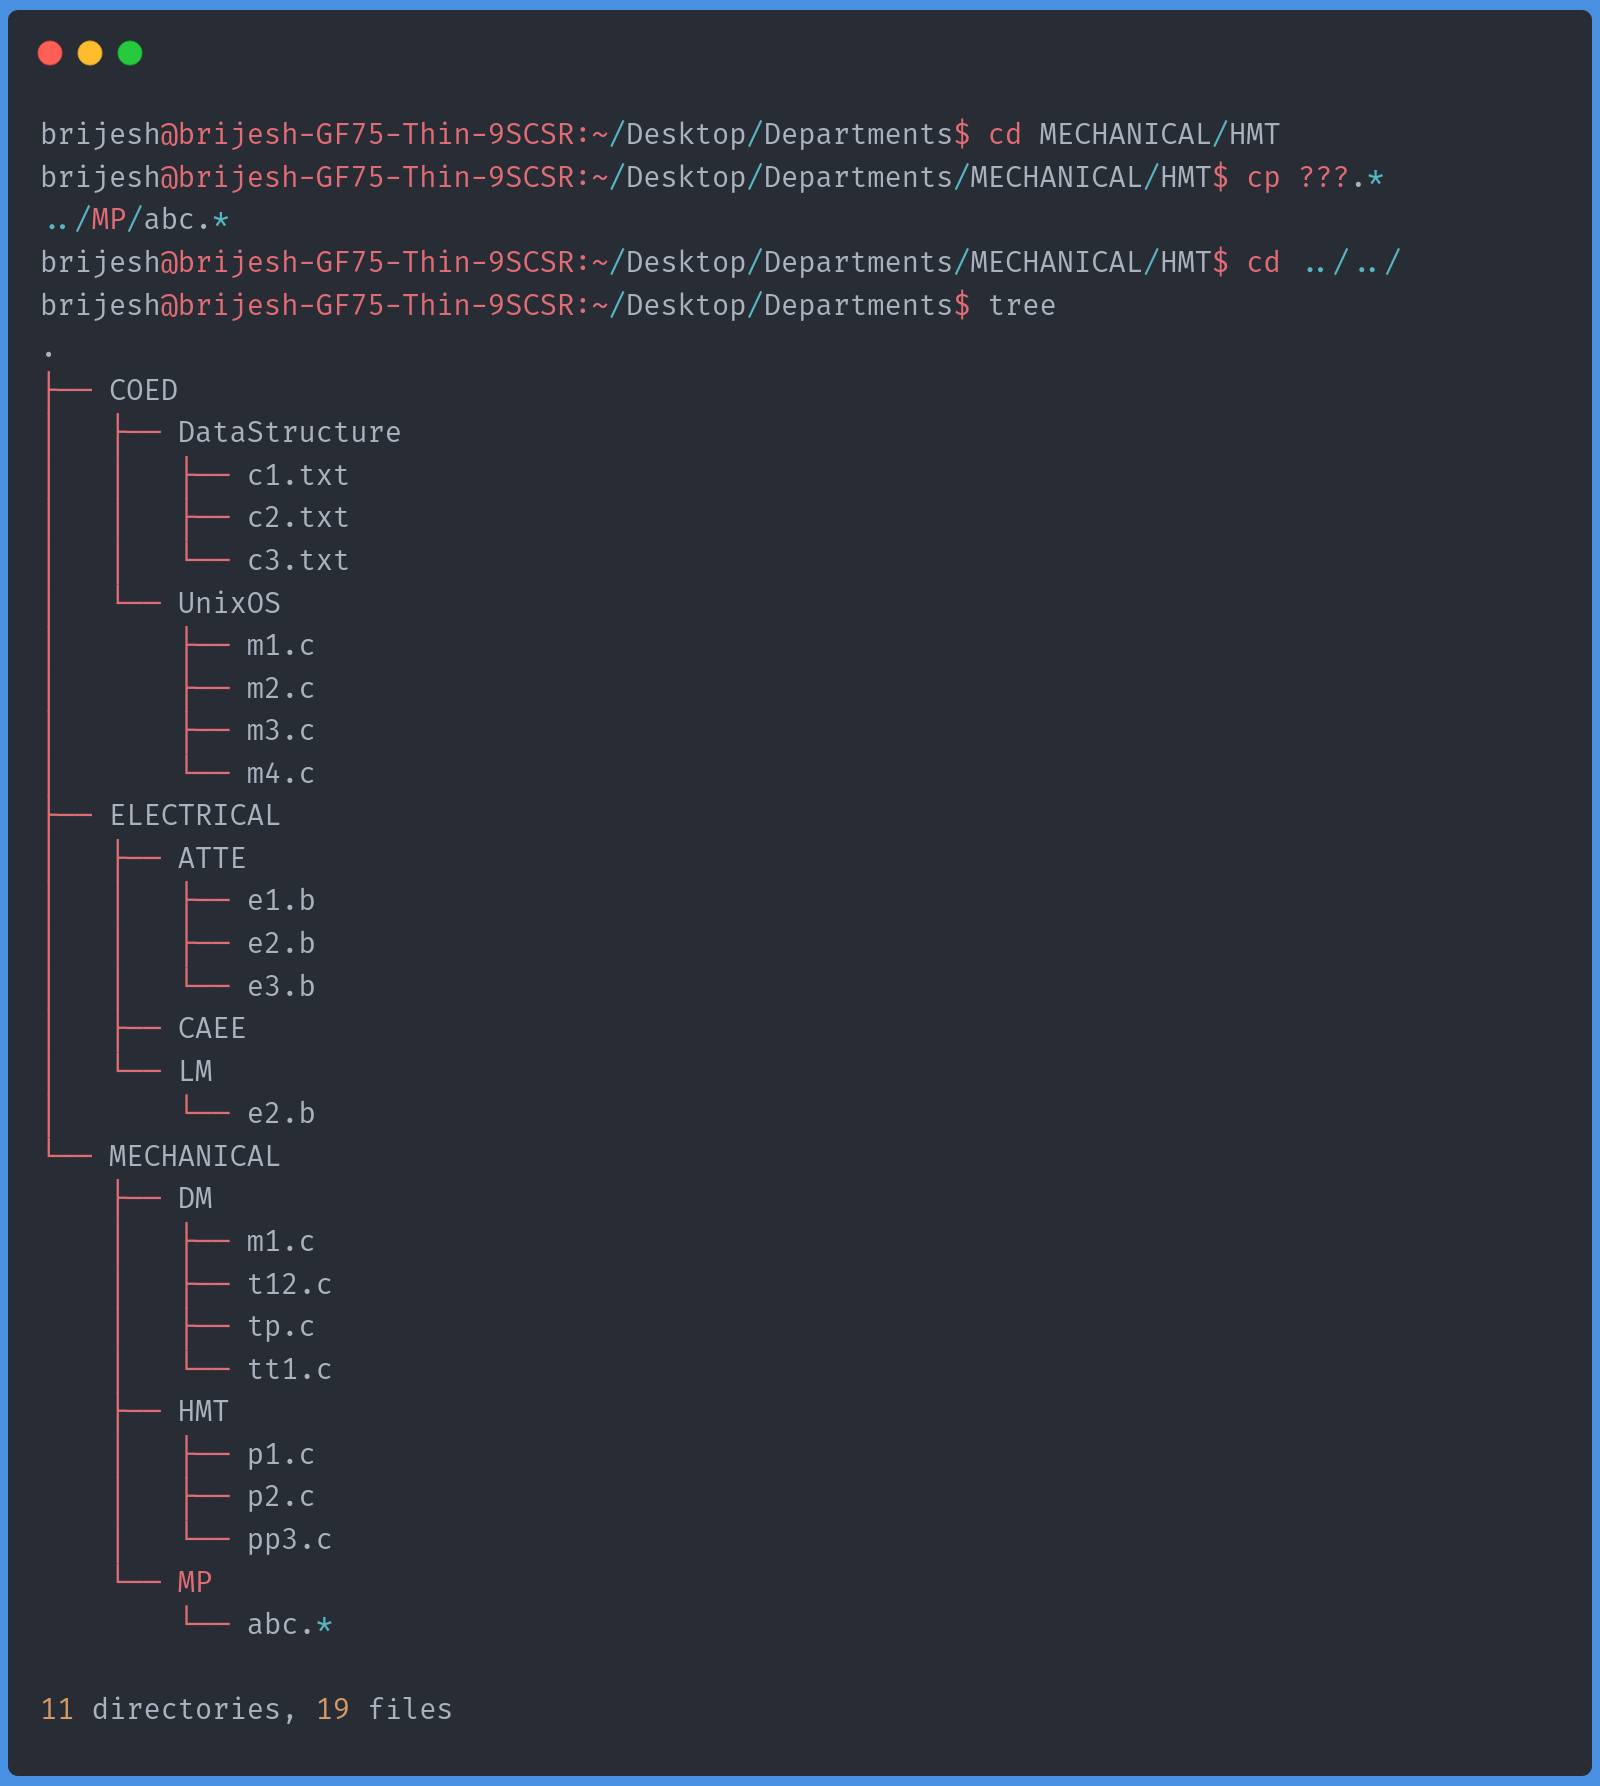 brijesh@brijesh-GF75-Thin-9SCSR:~/Desktop/Departments$ cd MECHANICAL/HMT
brijesh@brijesh-GF75-Thin-9SCSR:~/Desktop/Departments/MECHANICAL/HMT$ cp ???.*
../MP/abc.*
brijesh@brijesh-GF75-Thin-9SCSR:~/Desktop/Departments/MECHANICAL/HMT$ cd ../../
brijesh@brijesh-GF75-Thin-9SCSR:~/Desktop/Departments$ tree
.
├── COED
│   ├── DataStructure
│   │   ├── c1.txt
│   │   ├── c2.txt
│   │   └── c3.txt
│   └── UnixOS
│       ├── m1.c
│       ├── m2.c
│       ├── m3.c
│       └── m4.c
├── ELECTRICAL
│   ├── ATTE
│   │   ├── e1.b
│   │   ├── e2.b
│   │   └── e3.b
│   ├── CAEE
│   └── LM
│       └── e2.b
└── MECHANICAL
    ├── DM
    │   ├── m1.c
    │   ├── t12.c
    │   ├── tp.c
    │   └── tt1.c
    ├── HMT
    │   ├── p1.c
    │   ├── p2.c
    │   └── pp3.c
    └── MP
        └── abc.*

11 directories, 19 files